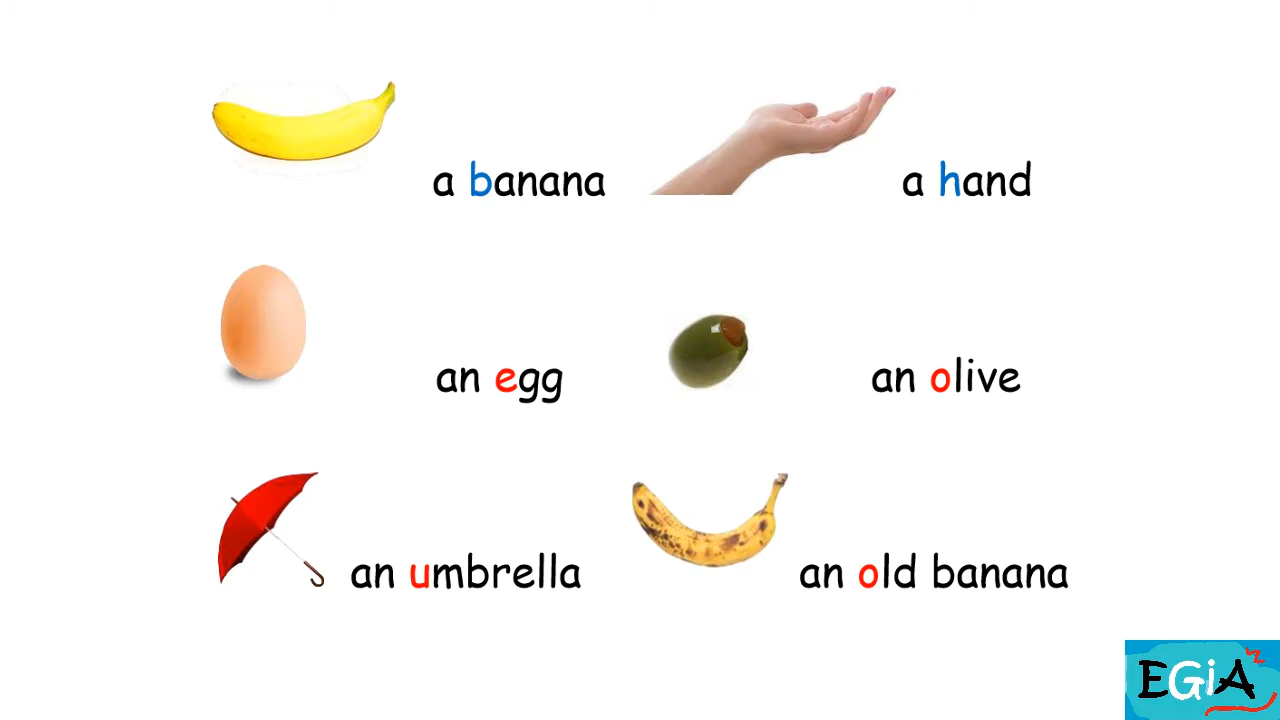 a banana
a hand
an egg
an olive
an umbrella
an old banana
EGiA